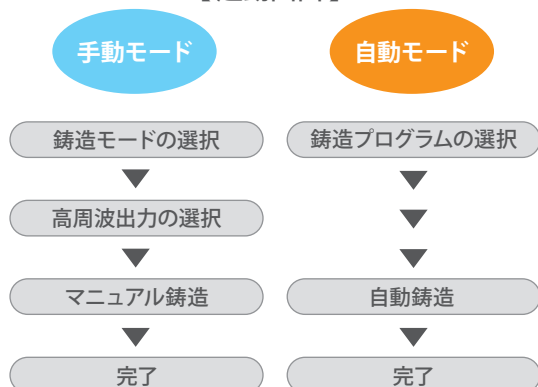 手動モード
自動モード
鋳造モードの選択
鋳造プログラムの選択
高周波出力の選択
マニュアル鋳造
自動鋳造
完了
完了